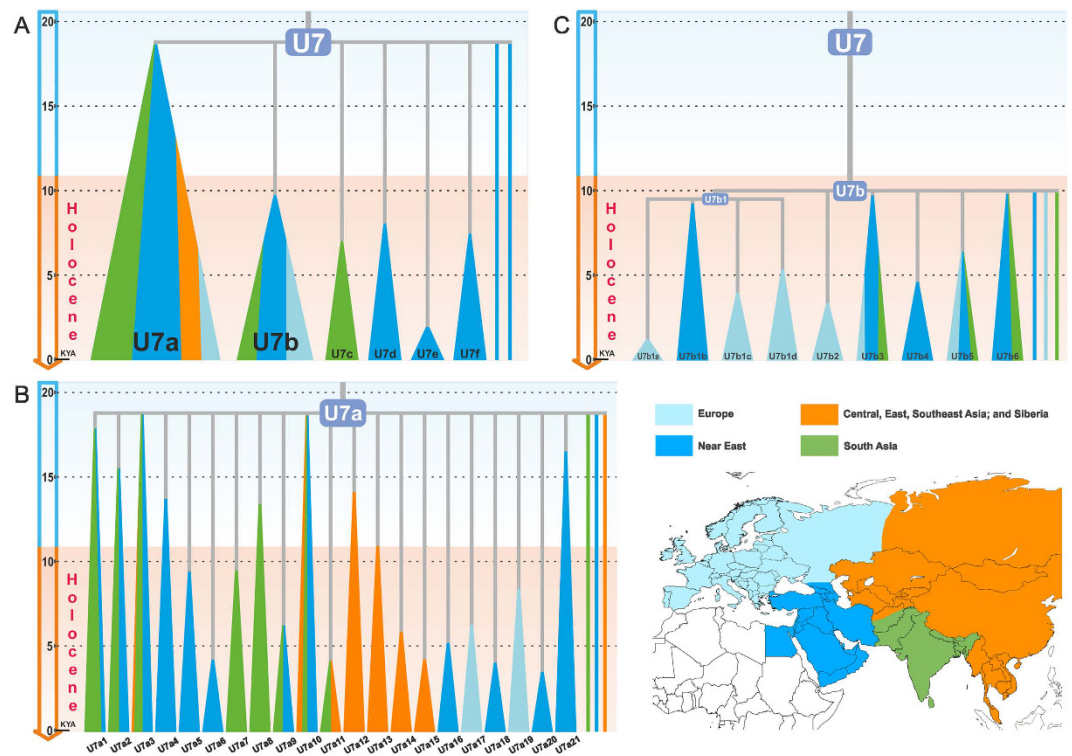 A
20
15
10
5
0
KYA
Holocene
U7
U7a
U7b
U7c
U7d
U7e
U7f
C
20
15
10
5
0
KYA
Holocene
U7
U7b
U7b1
U7b1a
U7b1b
U7b1c
U7b1d
U7b2
U7b3
U7b4
U7b5
U7b6
B
20
15
10
5
0
KYA
Holocene
U7a
U7a1
U7a2
U7a3
U7a4
U7a5
U7a6
U7a7
U7a8
U7a9
U7a10
U7a11
U7a12
U7a13
U7a14
U7a15
U7a16
U7a17
U7a18
U7a19
U7a20
U7a21
Europe
Central, East, Southeast Asia; and Siberia
Near East
South Asia